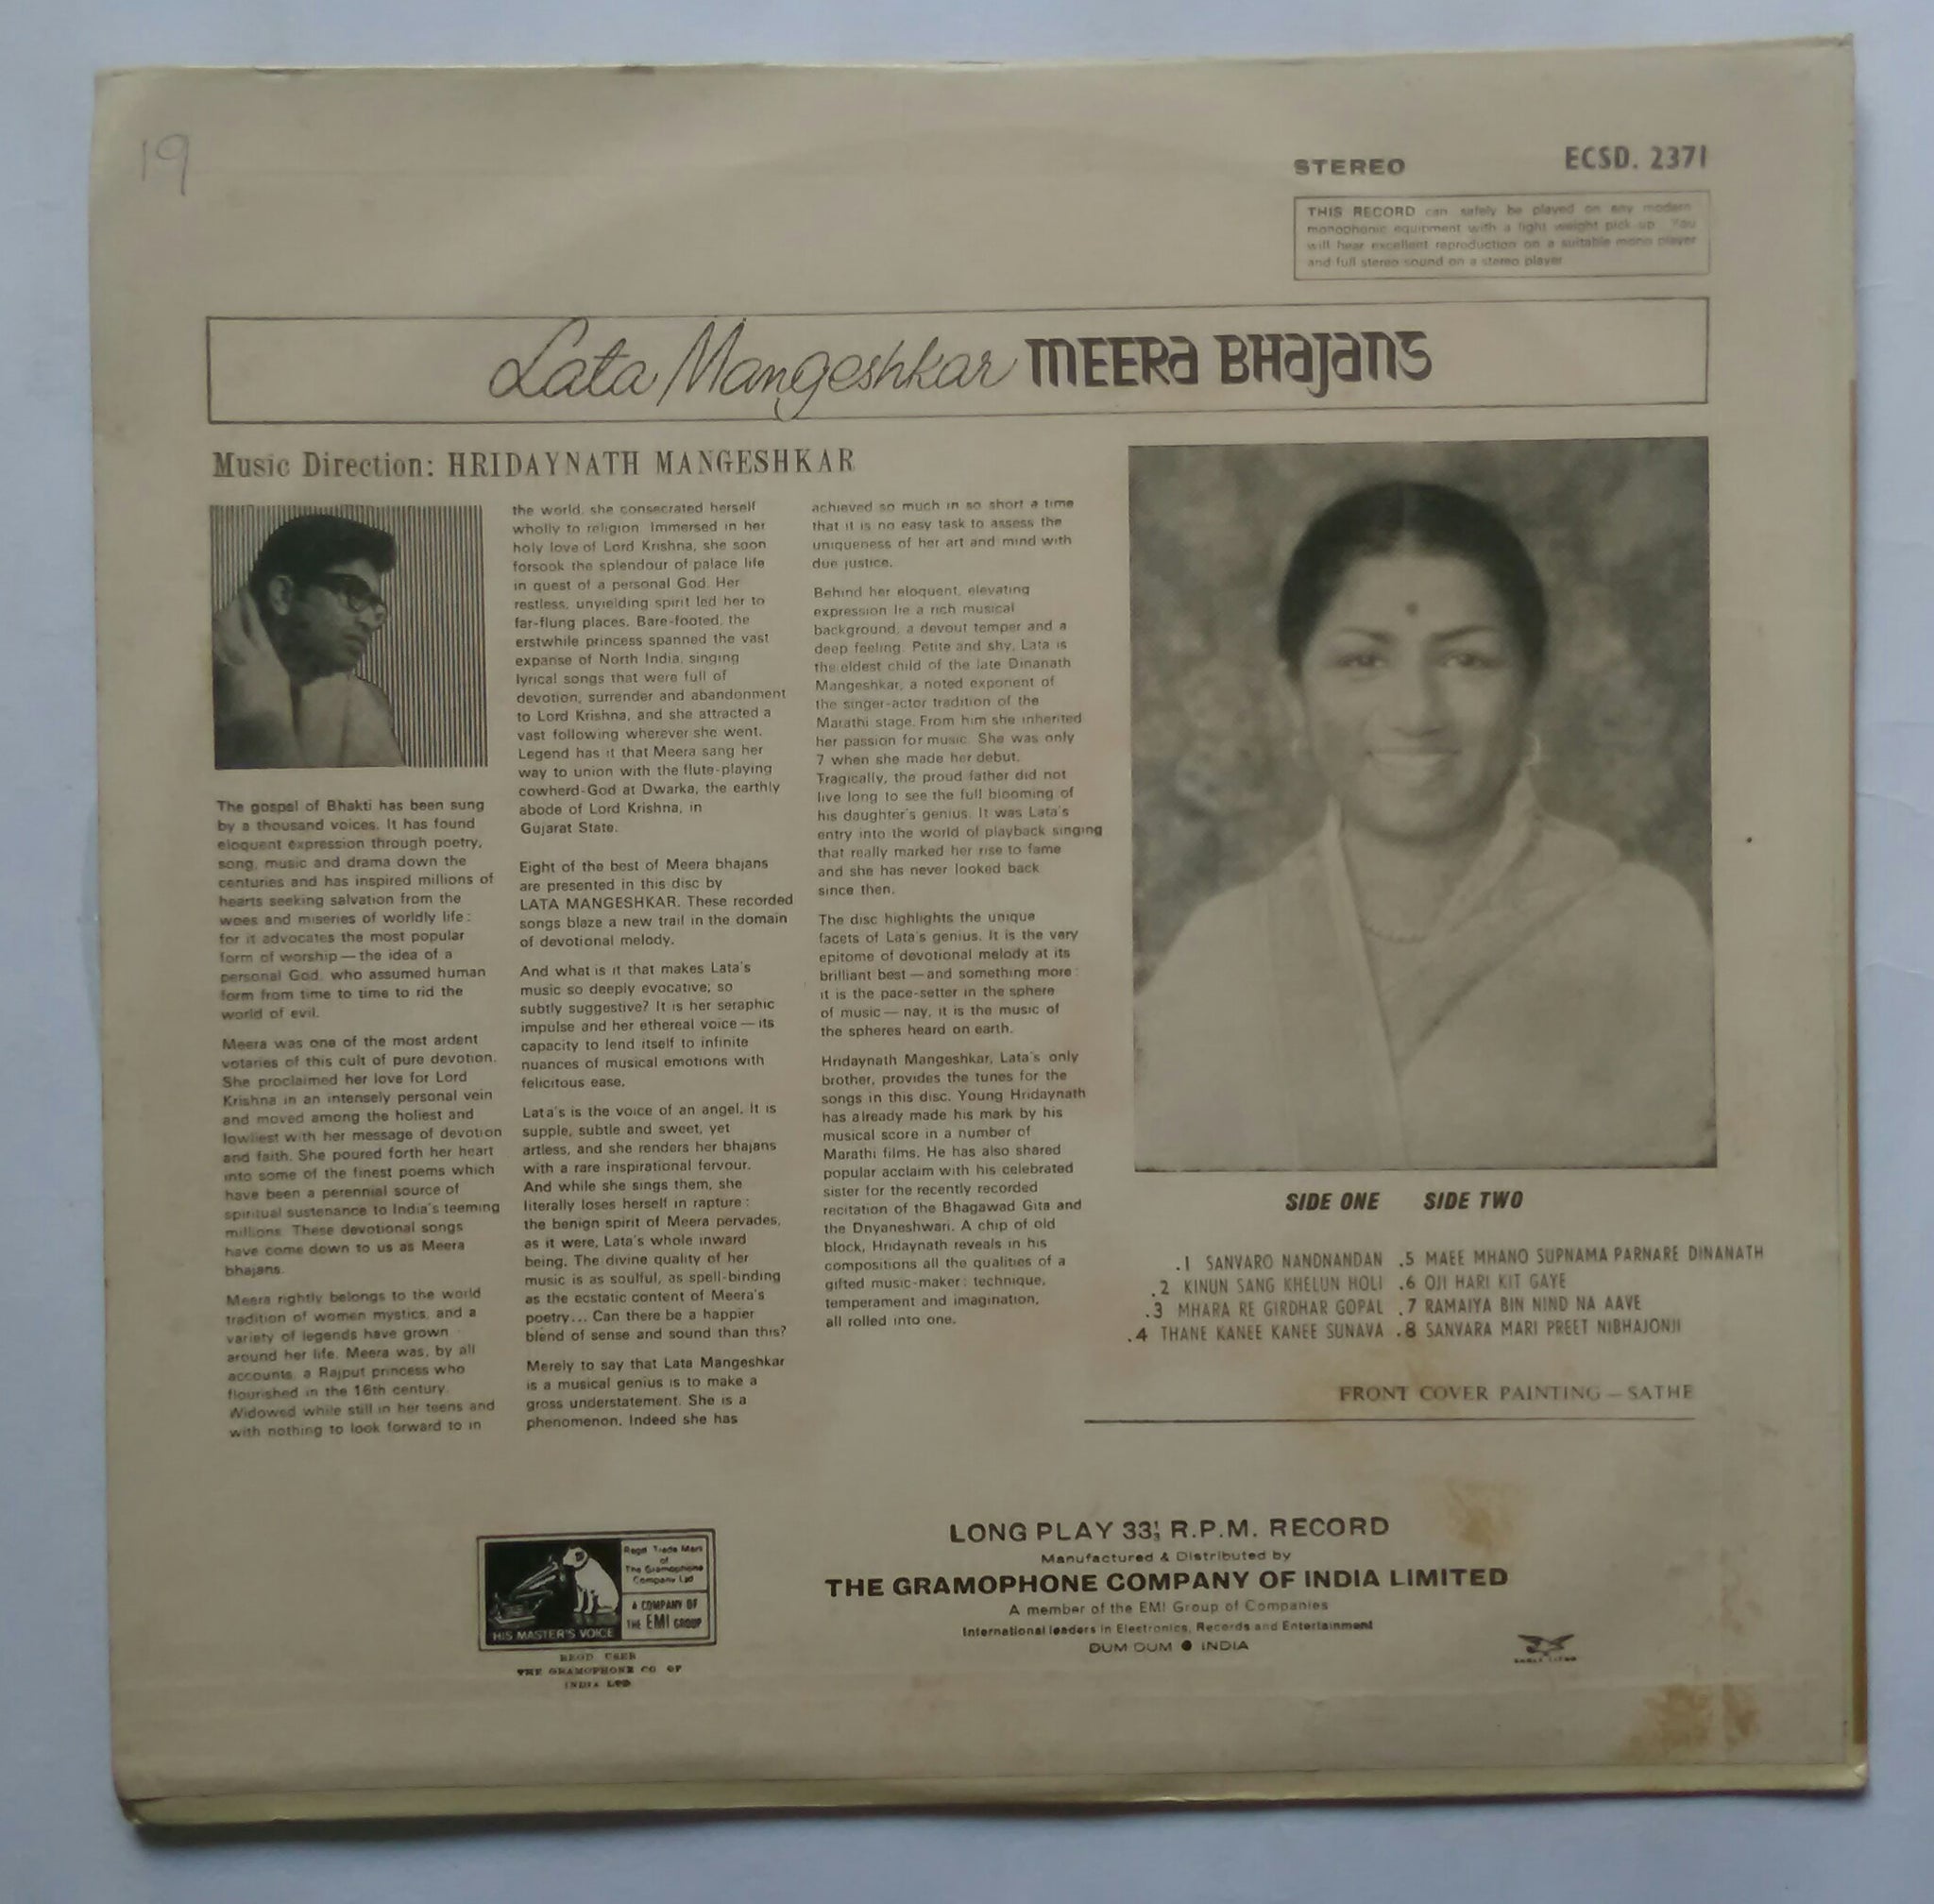 19
STEREO
ECSD. 2371
THIS RECORD can safely be played on any modern
monophonic equipment with a light weight pick-up. You
will hear excellent reproduction on a suitable mono player
and full stereo sound on a stereo player
Lata Mangeshkar MEERa BHaJaNS
Music Direction: HRIDAYNATH MANGESHKAR
The gospel of Bhakti has been sung
by a thousand voices. It has found
eloquent expression through poetry,
song, music and drama down the
centuries and has inspired millions of
hearts seeking salvation from the
woes and miseries of worldly life:
for it advocates the most popular
form of worship — the idea of a
personal God, who assumed human
form from time to time to rid the
world of evil.
Meera was one of the most ardent
votaries of this cult of pure devotion.
She proclaimed her love for Lord
Krishna in an intensely personal vein
and moved among the holiest and
lowliest with her message of devotion
and faith. She poured forth her heart
into some of the finest poems which
have been a perennial source of
spiritual sustenance to India's teeming
millions. These devotional songs
have come down to us as Meera
bhajans.
Meera rightly belongs to the world
tradition of women mystics, and a
variety of legends have grown
around her life. Meera was, by all
accounts, a Rajput princess who
flourished in the 16th century.
Widowed while still in her teens and
with nothing to look forward to in
the world, she consecrated herself
wholly to religion. Immersed in her
holy love of Lord Krishna, she soon
forsook the splendour of palace life
in quest of a personal God. Her
restless, unyielding spirit led her to
far-flung places. Bare-footed, the
erstwhile princess spanned the vast
expanse of North India, singing
lyrical songs that were full of
devotion, surrender and abandonment
to Lord Krishna, and she attracted a
vast following wherever she went.
Legend has it that Meera sang her
way to union with the flute-playing
cowherd-God at Dwarka, the earthly
abode of Lord Krishna, in
Gujarat State.
Eight of the best of Meera bhajans
are presented in this disc by
LATA MANGESHKAR. These recorded
songs blaze a new trail in the domain
of devotional melody.
And what is it that makes Lata's
music so deeply evocative; so
subtly suggestive? It is her seraphic
impulse and her ethereal voice — its
capacity to lend itself to infinite
nuances of musical emotions with
felicitous ease.
Lata's is the voice of an angel. It is
supple, subtle and sweet, yet
artless, and she renders her bhajans
with a rare inspirational fervour.
And while she sings them, she
literally loses herself in rapture:
the benign spirit of Meera pervades,
as it were, Lata's whole inward
being. The divine quality of her
music is as soulful, as spell-binding
as the ecstatic content of Meera's
poetry... Can there be a happier
blend of sense and sound than this?
Merely to say that Lata Mangeshkar
is a musical genius is to make a
gross understatement. She is a
phenomenon. Indeed she has
achieved so much in so short a time
that it is no easy task to assess the
uniqueness of her art and mind with
due justice.
Behind her eloquent, elevating
expression lie a rich musical
background, a devout temper and a
deep feeling. Petite and shy, Lata is
the eldest child of the late Dinanath
Mangeshkar, a noted exponent of
the singer-actor tradition of the
Marathi stage. From him she inherited
her passion for music. She was only
7 when she made her debut.
Tragically, the proud father did not
live long to see the full blooming of
his daughter's genius. It was Lata's
entry into the world of playback singing
that really marked her rise to fame
and she has never looked back
since then.
The disc highlights the unique
facets of Lata's genius. It is the very
epitome of devotional melody at its
brilliant best — and something more:
it is the pace-setter in the sphere
of music — nay, it is the music of
the spheres heard on earth.
Hridaynath Mangeshkar, Lata's only
brother, provides the tunes for the
songs in this disc. Young Hridaynath
has already made his mark by his
musical score in a number of
Marathi films. He has also shared
popular acclaim with his celebrated
sister for the recently recorded
recitation of the Bhagawad Gita and
the Dnyaneshwari. A chip of old
block, Hridaynath reveals in his
compositions all the qualities of a
gifted music-maker: technique,
temperament and imagination,
all rolled into one.
SIDE ONE
.1 SANVARO NANDNANDAN
.2 KINUN SANG KHELUN HOLI
.3 MHARA RE GIRDHAR GOPAL
.4 THANE KANEE KANEE SUNAVA
SIDE TWO
.5 MAEE MHANO SUPNAMA PARNARE DINANATH
.6 OJI HARI KIT GAYE
.7 RAMAIYA BIN NIND NA AAVE
.8 SANVARA MARI PREET NIBHAJONJI
FRONT COVER PAINTING — SATHE
LONG PLAY 33⅓ R.P.M. RECORD
Manufactured & Distributed by
THE GRAMOPHONE COMPANY OF INDIA LIMITED
A member of the EMI Group of Companies
International leaders in Electronics, Records and Entertainment
DUM DUM ● INDIA
Regd Trade Mark
of
The Gramophone
Company Ltd
A COMPANY OF
THE EMI GROUP
HIS MASTER'S VOICE
REGD USER
THE GRAMOPHONE CO OF
INDIA LTD